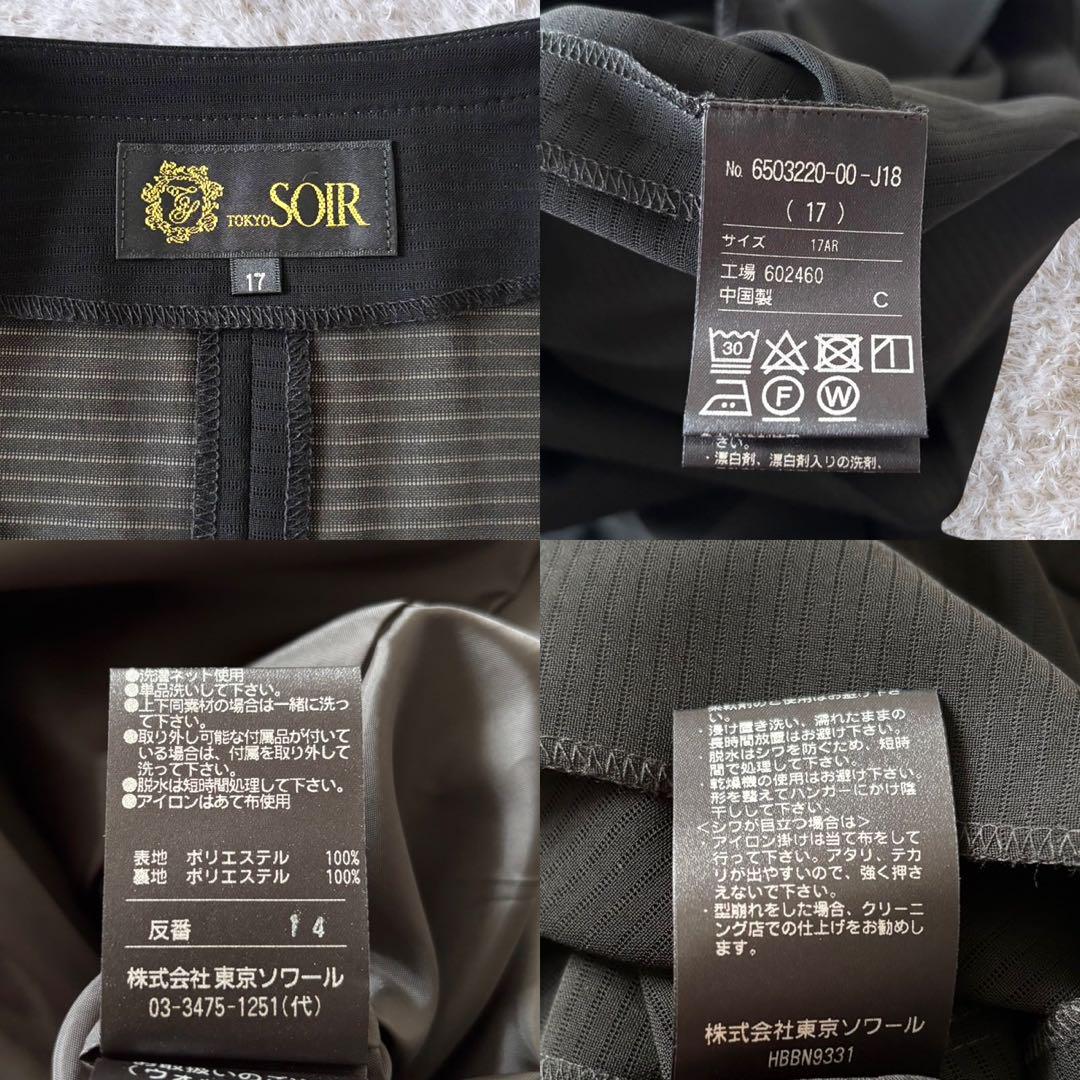 TOKYO SOIR
17
No. 6503220-00-J18
(17)
サイズ 17AR
工場 602460
中国製 C
30
F W
さい。
・漂白剤、漂白剤入りの洗剤、
●洗濯ネット使用
●単品洗いして下さい。
●上下同素材の場合は一緒に洗っ
て下さい。
●取り外し可能な付属品が付いて
いる場合は、付属を取り外して
洗って下さい。
●脱水は短時間処理して下さい。
●アイロンはあて布使用
表地 ポリエステル 100%
裏地 ポリエステル 100%
反番 14
株式会社東京ソワール
03-3475-1251(代)
い。
・浸け置き洗い、濡れたままの
長時間放置はお避け下さい。
・脱水はシワを防ぐため、短時
間で処理して下さい。
・乾燥機の使用はお避け下さい。
・形を整えてハンガーにかけ陰
干しして下さい。
<シワが目立つ場合は>
・アイロン掛けは当て布をして
行って下さい。アタリ、テカ
リが出やすいので、強く押さ
えないで下さい。
・型崩れをした場合、クリーニ
ング店での仕上げをお勧めし
ます。
株式会社東京ソワール
HBBN9331